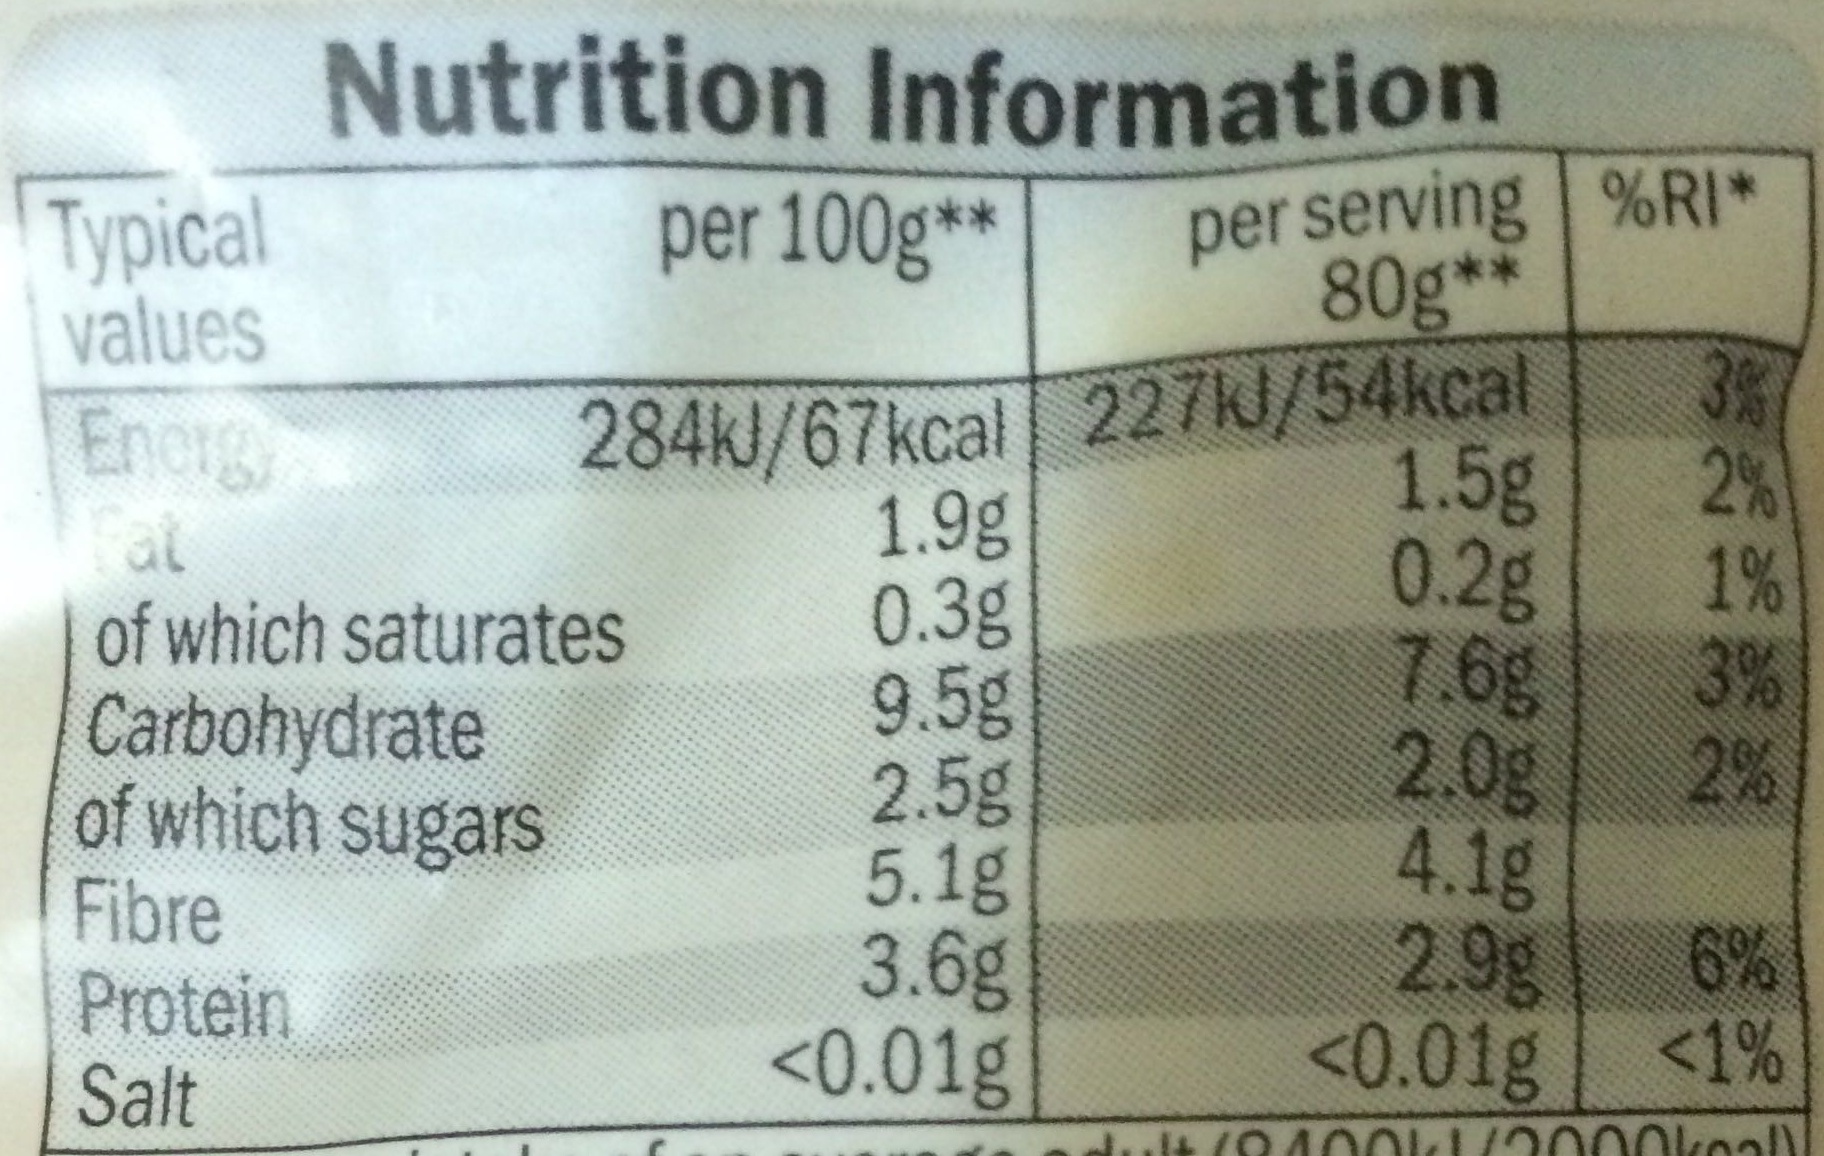 Nutrition Information
Typical values per 100g** per serving 80g** %RI*
Energy 284kJ/67kcal 227kJ/54kcal 3%
Fat 1.9g 1.5g 2%
of which saturates 0.3g 0.2g 1%
Carbohydrate 9.5g 7.6g 3%
of which sugars 2.5g 2.0g 2%
Fibre 5.1g 4.1g
Protein 3.6g 2.9g 6%
Salt <0.01g <0.01g <1%
of an average adult (8400kJ/2000kcal)